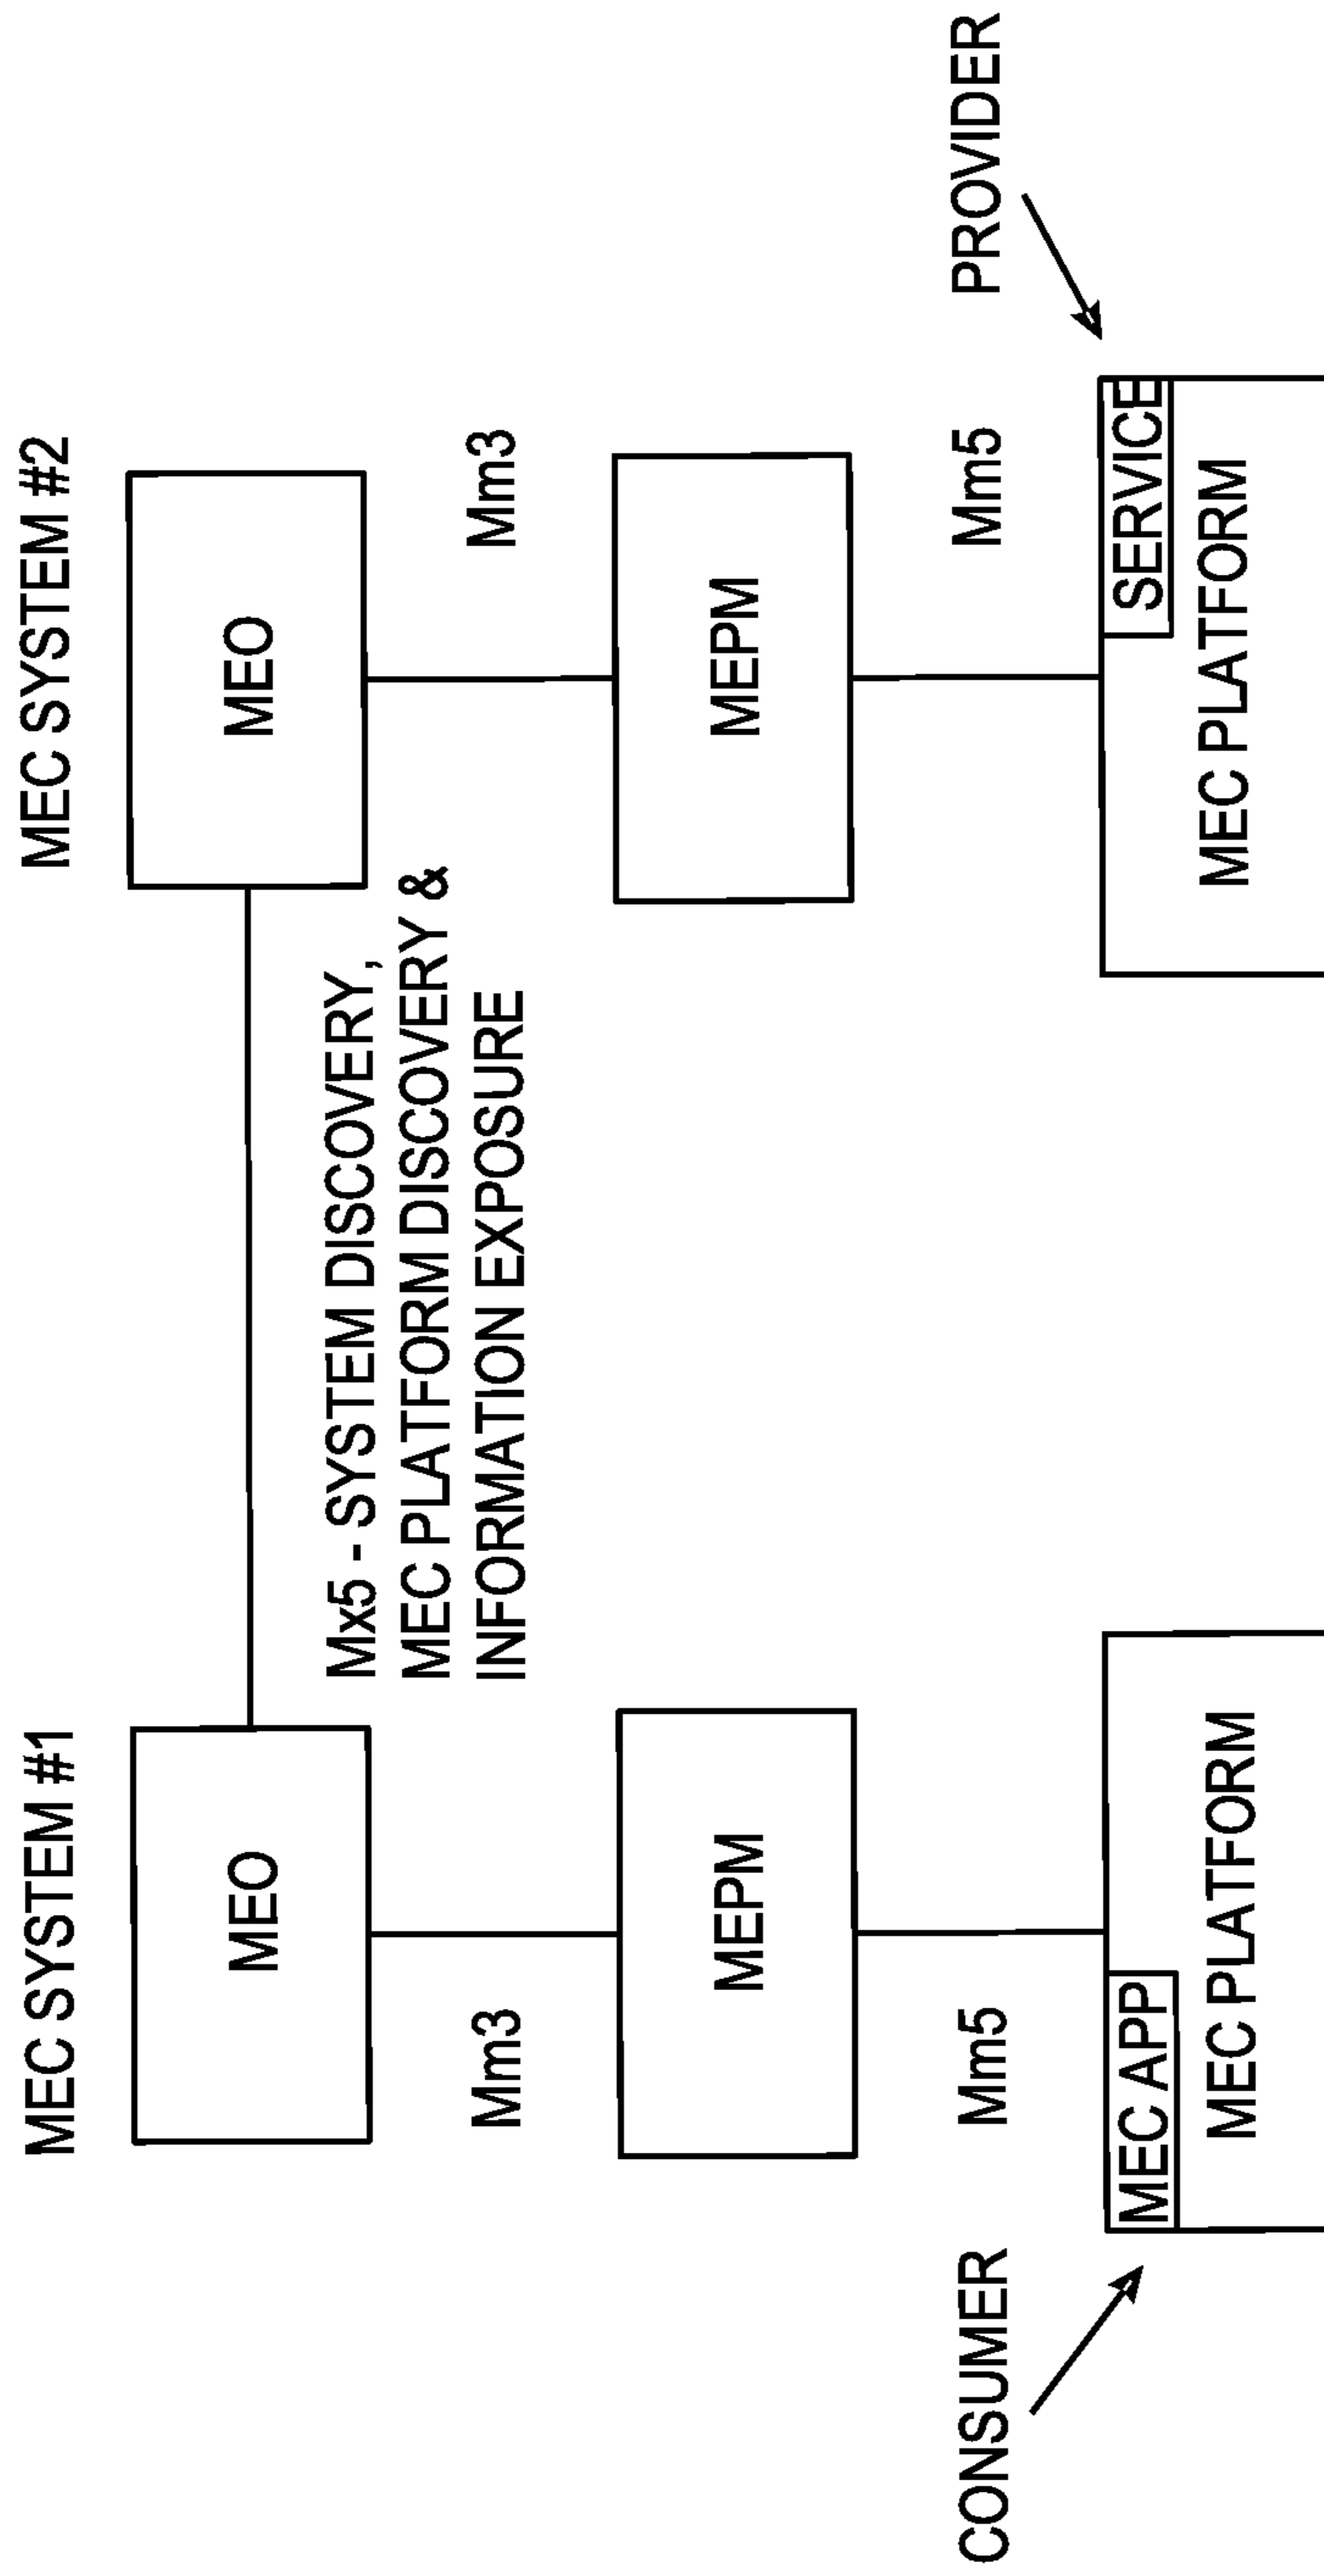 MEC SYSTEM #1
MEC SYSTEM #2
MEO
MEO
Mx5 - SYSTEM DISCOVERY,
MEC PLATFORM DISCOVERY &
INFORMATION EXPOSURE
Mm3
Mm3
MEPM
MEPM
CONSUMER
Mm5
Mm5
PROVIDER
MEC APP
SERVICE
MEC PLATFORM
MEC PLATFORM